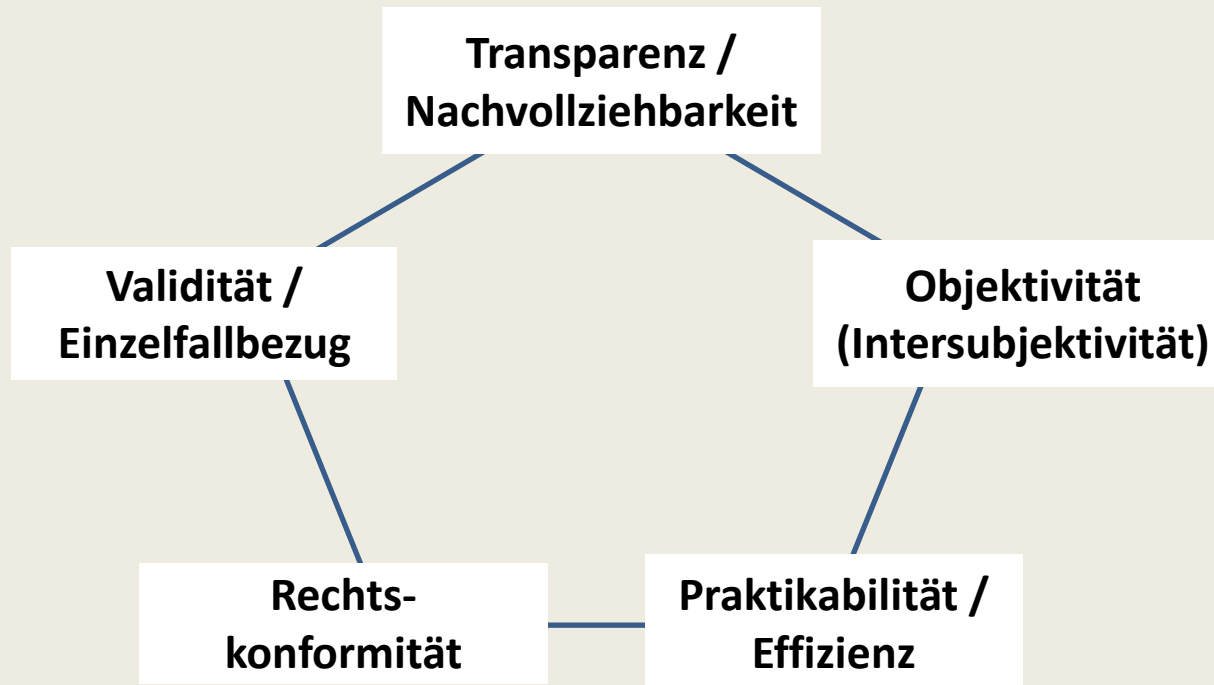 Transparenz /
Nachvollziehbarkeit
Validität /
Einzelfallbezug
Objektivität
(Intersubjektivität)
Rechts-
konformität
Praktikabilität /
Effizienz